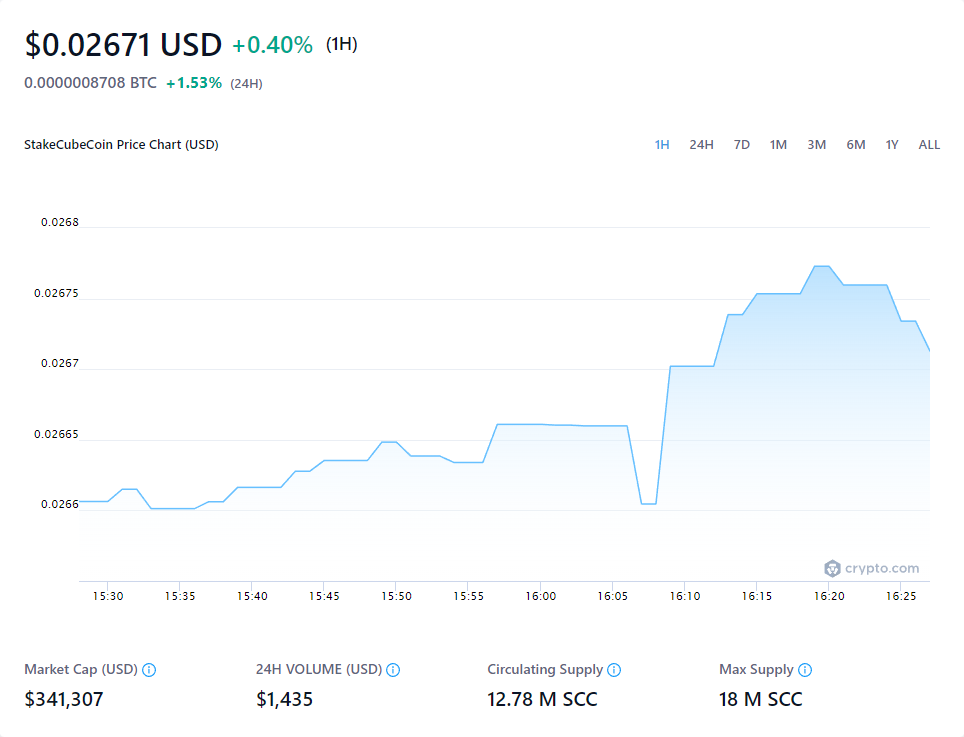 $0.02671 USD +0.40% (1H)
0.0000008708 BTC +1.53% (24H)
StakeCubeCoin Price Chart (USD)
1H 24H 7D 1M 3M 6M 1Y ALL
0.0268
0.02675
0.0267
0.02665
0.0266
crypto.com
15:30 15:35 15:40 15:45 15:50 15:55 16:00 16:05 16:10 16:15 16:20 16:25
Market Cap (USD) 24H VOLUME (USD) Circulating Supply Max Supply
$341,307 $1,435 12.78 M SCC 18 M SCC